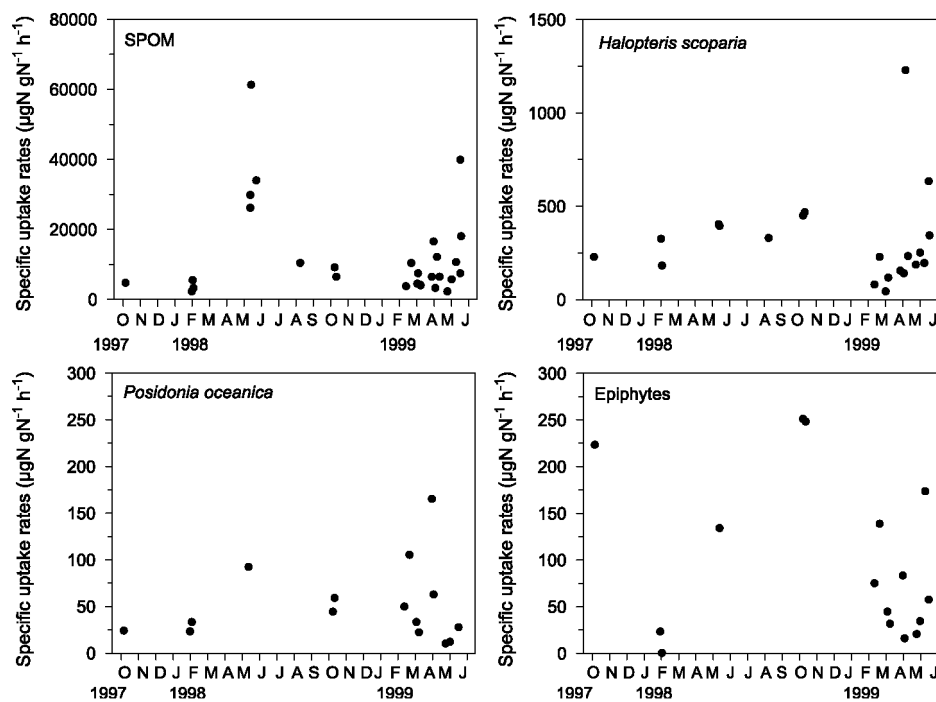 Specific uptake rates (µgN gN⁻¹ h⁻¹)
80000
60000
40000
20000
0
SPOM
O N D J F M A M J J A S O N D J F M A M J
1997 1998 1999
Specific uptake rates (µgN gN⁻¹ h⁻¹)
1500
1000
500
0
Halopteris scoparia
O N D J F M A M J J A S O N D J F M A M J
1997 1998 1999
Specific uptake rates (µgN gN⁻¹ h⁻¹)
300
250
200
150
100
50
0
Posidonia oceanica
O N D J F M A M J J A S O N D J F M A M J
1997 1998 1999
Specific uptake rates (µgN gN⁻¹ h⁻¹)
300
250
200
150
100
50
0
Epiphytes
O N D J F M A M J J A S O N D J F M A M J
1997 1998 1999